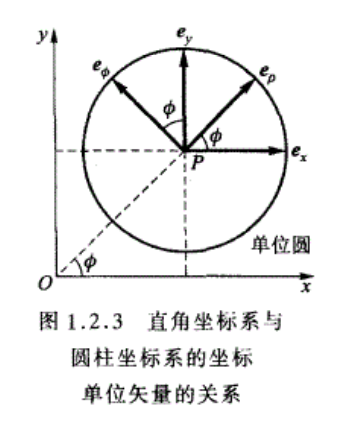 y
e_y
e_ϕ
e_ρ
ϕ
ϕ
P
e_x
单位圆
ϕ
O
x
图 1.2.3 直角坐标系与
圆柱坐标系的坐标
单位矢量的关系